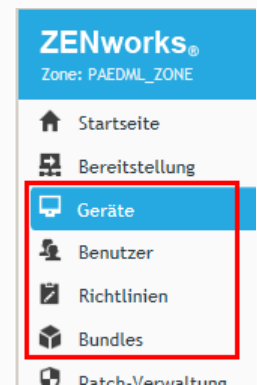 ZENworks®
Zone: PAEDML_ZONE
Startseite
Bereitstellung
Geräte
Benutzer
Richtlinien
Bundles
Patch-Verwaltung